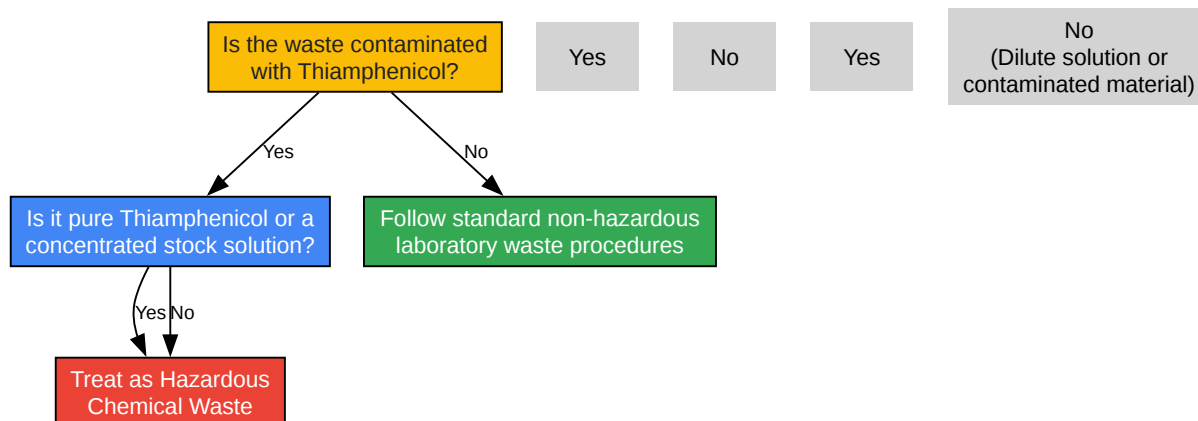 Is the waste contaminated
with Thiamphenicol?
Yes
No
Yes
No
(Dilute solution or
contaminated material)
Yes
No
Is it pure Thiamphenicol or a
concentrated stock solution?
Follow standard non-hazardous
laboratory waste procedures
Yes
No
Treat as Hazardous
Chemical Waste